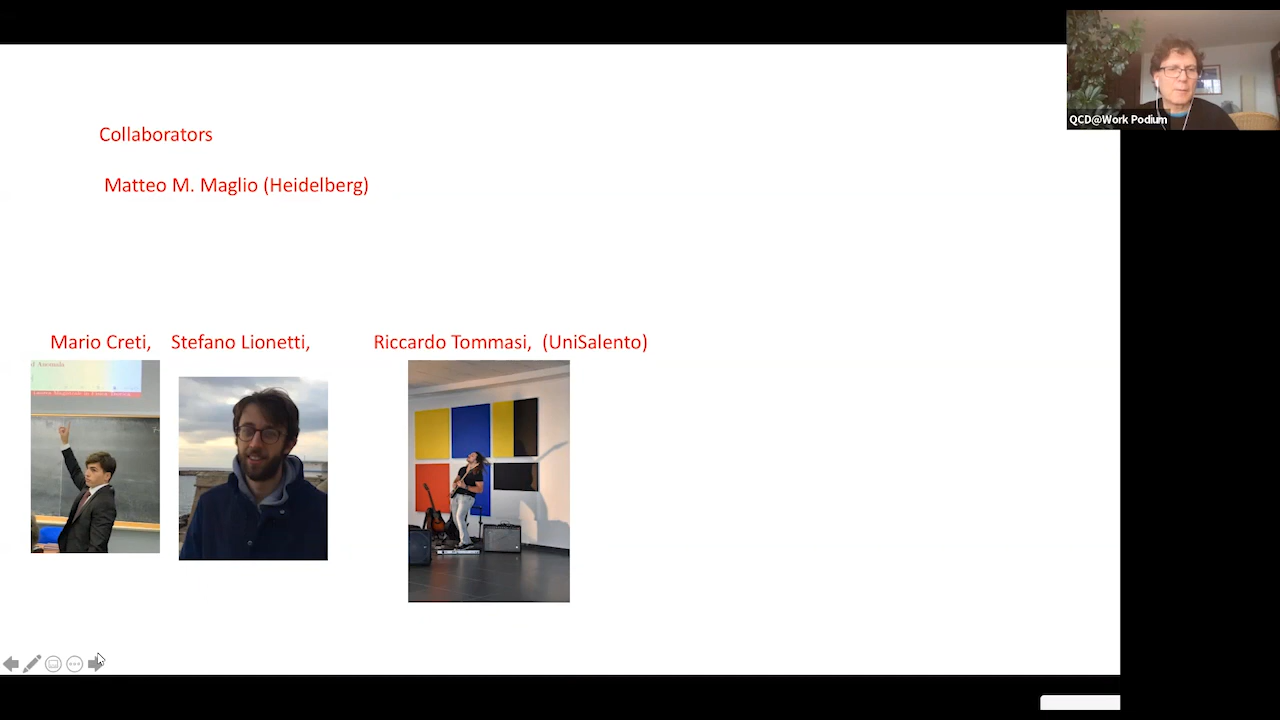 QCD@Work Podium
Collaborators
Matteo M. Maglio (Heidelberg)
Mario Creti, Stefano Lionetti, Riccardo Tommasi, (UniSalento)